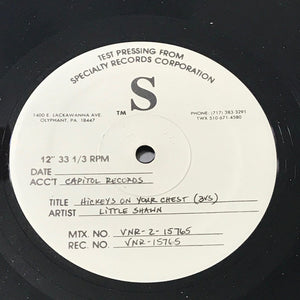 TEST PRESSING FROM
SPECIALTY RECORDS CORPORATION
1400 E. LACKAWANNA AVE.
OLYPHANT, PA. 18447
TM
S
PHONE: (717) 383-3291
TWX 510-671-4580
12" 33 1/3 RPM
DATE
ACC'T CAPITOL RECORDS
TITLE HICKEYS ON YOUR CHEST (3VS)
ARTIST LITTLE SHAWN
MTX. NO. VNR-2-15765
REC. NO. VNR-15765